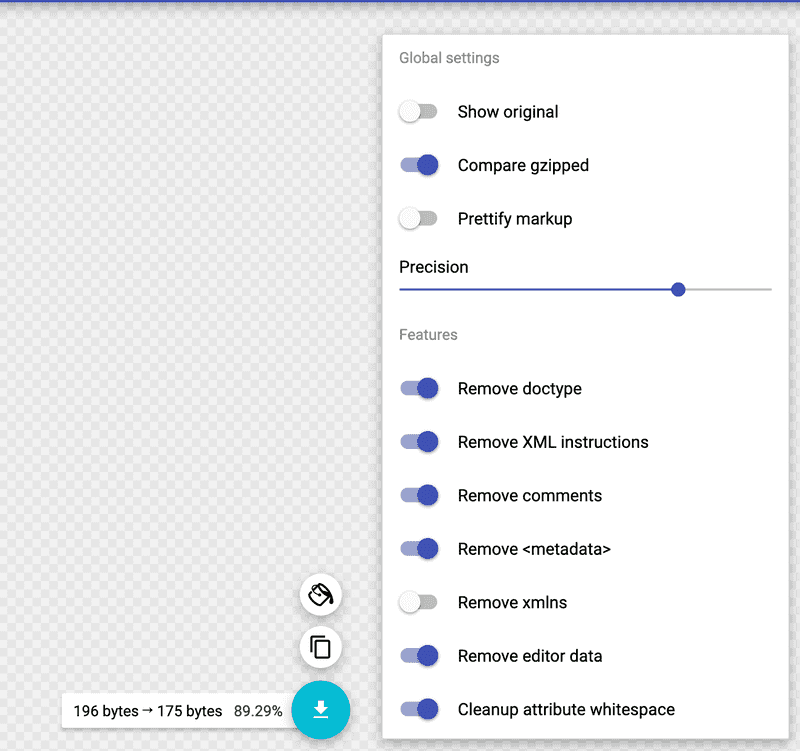 Global settings
Show original
Compare gzipped
Prettify markup
Precision
Features
Remove doctype
Remove XML instructions
Remove comments
Remove <metadata>
Remove xmlns
Remove editor data
Cleanup attribute whitespace
196 bytes → 175 bytes 89.29%